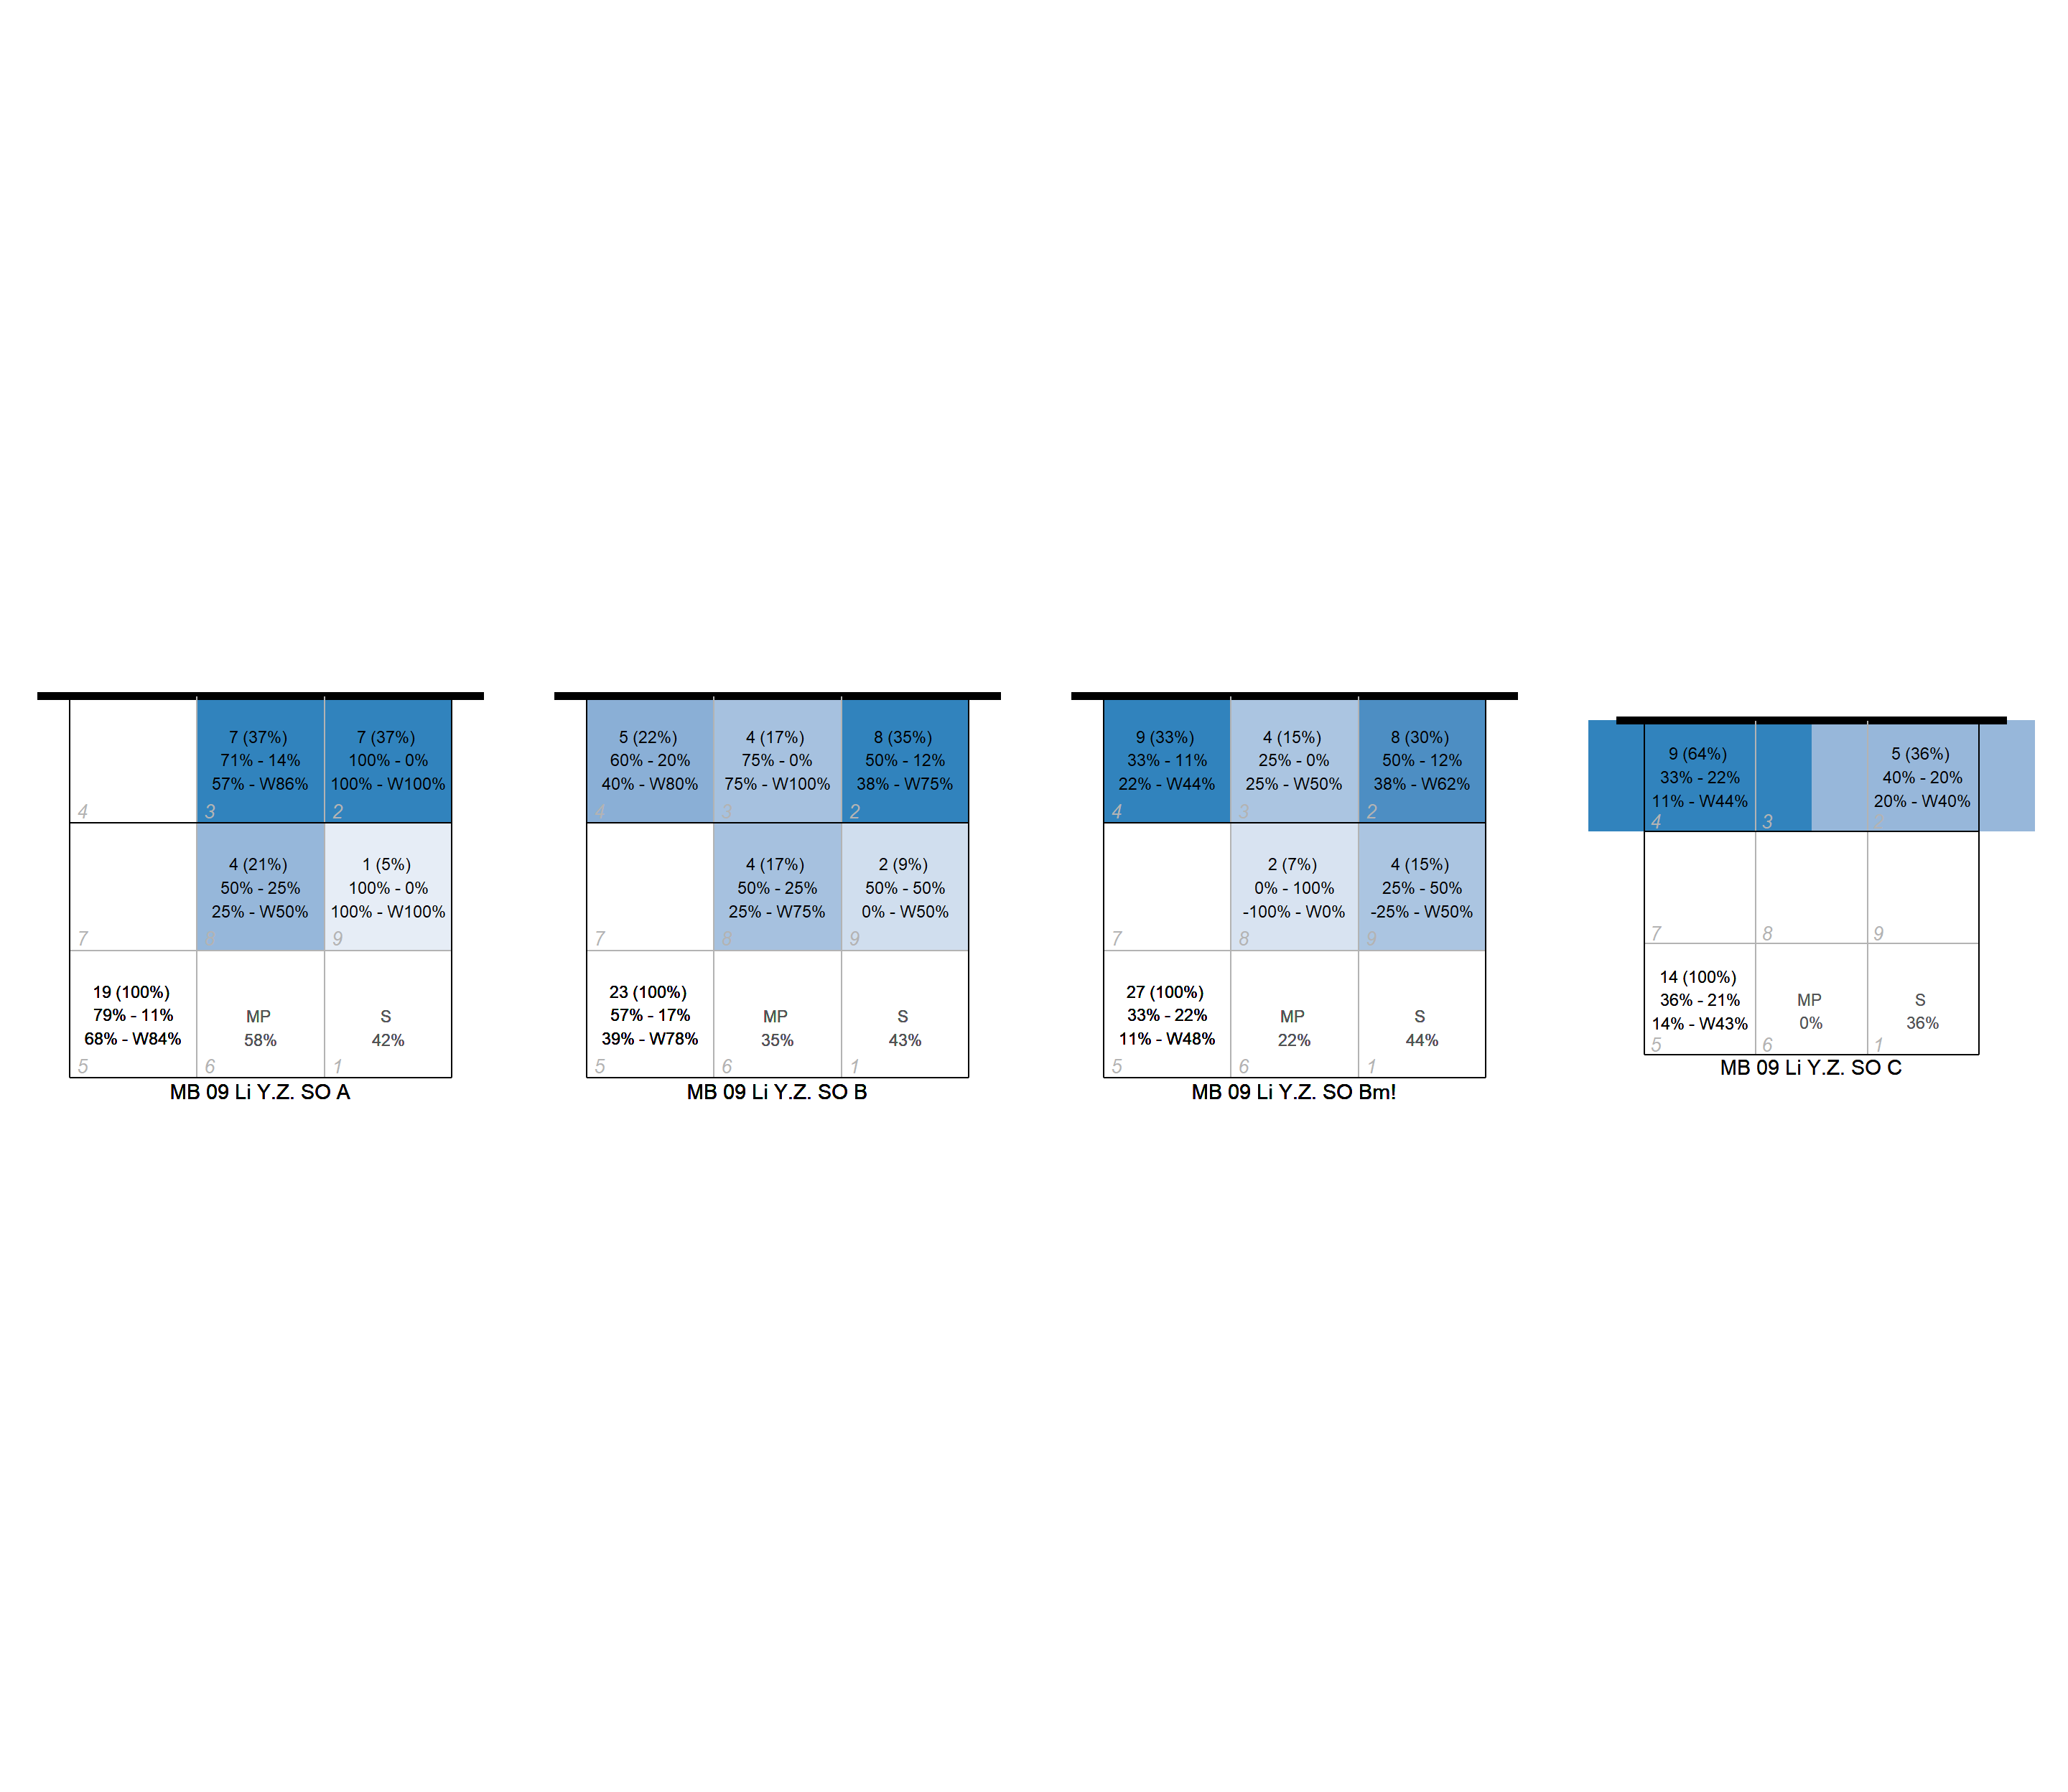 7 (37%)
71% - 14%
57% - W86%
7 (37%)
100% - 0%
100% - W100%
4
3
2
4 (21%)
50% - 25%
25% - W50%
1 (5%)
100% - 0%
100% - W100%
7
8
9
19 (100%)
79% - 11%
68% - W84%
MP
58%
S
42%
5
6
1
MB 09 Li Y.Z. SO A
5 (22%)
60% - 20%
40% - W80%
4 (17%)
75% - 0%
75% - W100%
8 (35%)
50% - 12%
38% - W75%
4
3
2
4 (17%)
50% - 25%
25% - W75%
2 (9%)
50% - 50%
0% - W50%
7
8
9
23 (100%)
57% - 17%
39% - W78%
MP
35%
S
43%
5
6
1
MB 09 Li Y.Z. SO B
9 (33%)
33% - 11%
22% - W44%
4 (15%)
25% - 0%
25% - W50%
8 (30%)
50% - 12%
38% - W62%
4
3
2
2 (7%)
0% - 100%
-100% - W0%
4 (15%)
25% - 50%
-25% - W50%
7
8
9
27 (100%)
33% - 22%
11% - W48%
MP
22%
S
44%
5
6
1
MB 09 Li Y.Z. SO Bm!
9 (64%)
33% - 22%
11% - W44%
5 (36%)
40% - 20%
20% - W40%
4
3
7
8
9
14 (100%)
36% - 21%
14% - W43%
MP
0%
S
36%
5
6
1
MB 09 Li Y.Z. SO C